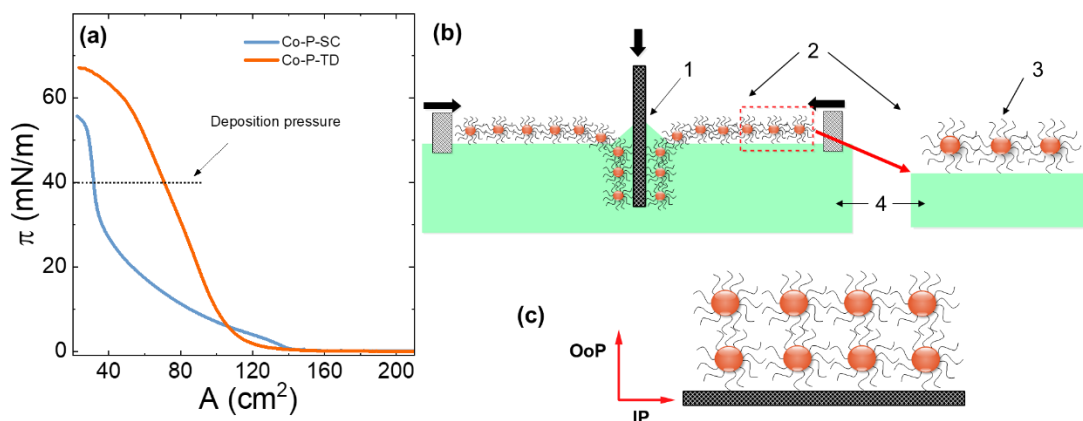 (a)
Co-P-SC
Co-P-TD
Deposition pressure
π (mN/m)
60
40
20
0
40
80
120
160
200
A (cm²)
(b)
1
2
3
4
(c)
OoP
IP